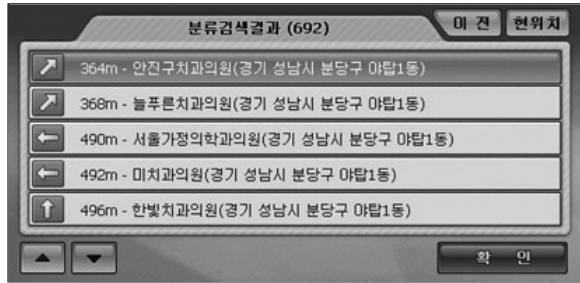 분류검색결과 (692)
이 전
현위치
364m - 안진구치과의원(경기 성남시 분당구 야탑1동)
368m - 늘푸른치과의원(경기 성남시 분당구 야탑1동)
490m - 서울가정의학과의원(경기 성남시 분당구 야탑1동)
492m - 미치과의원(경기 성남시 분당구 야탑1동)
496m - 한빛치과의원(경기 성남시 분당구 야탑1동)
확 인